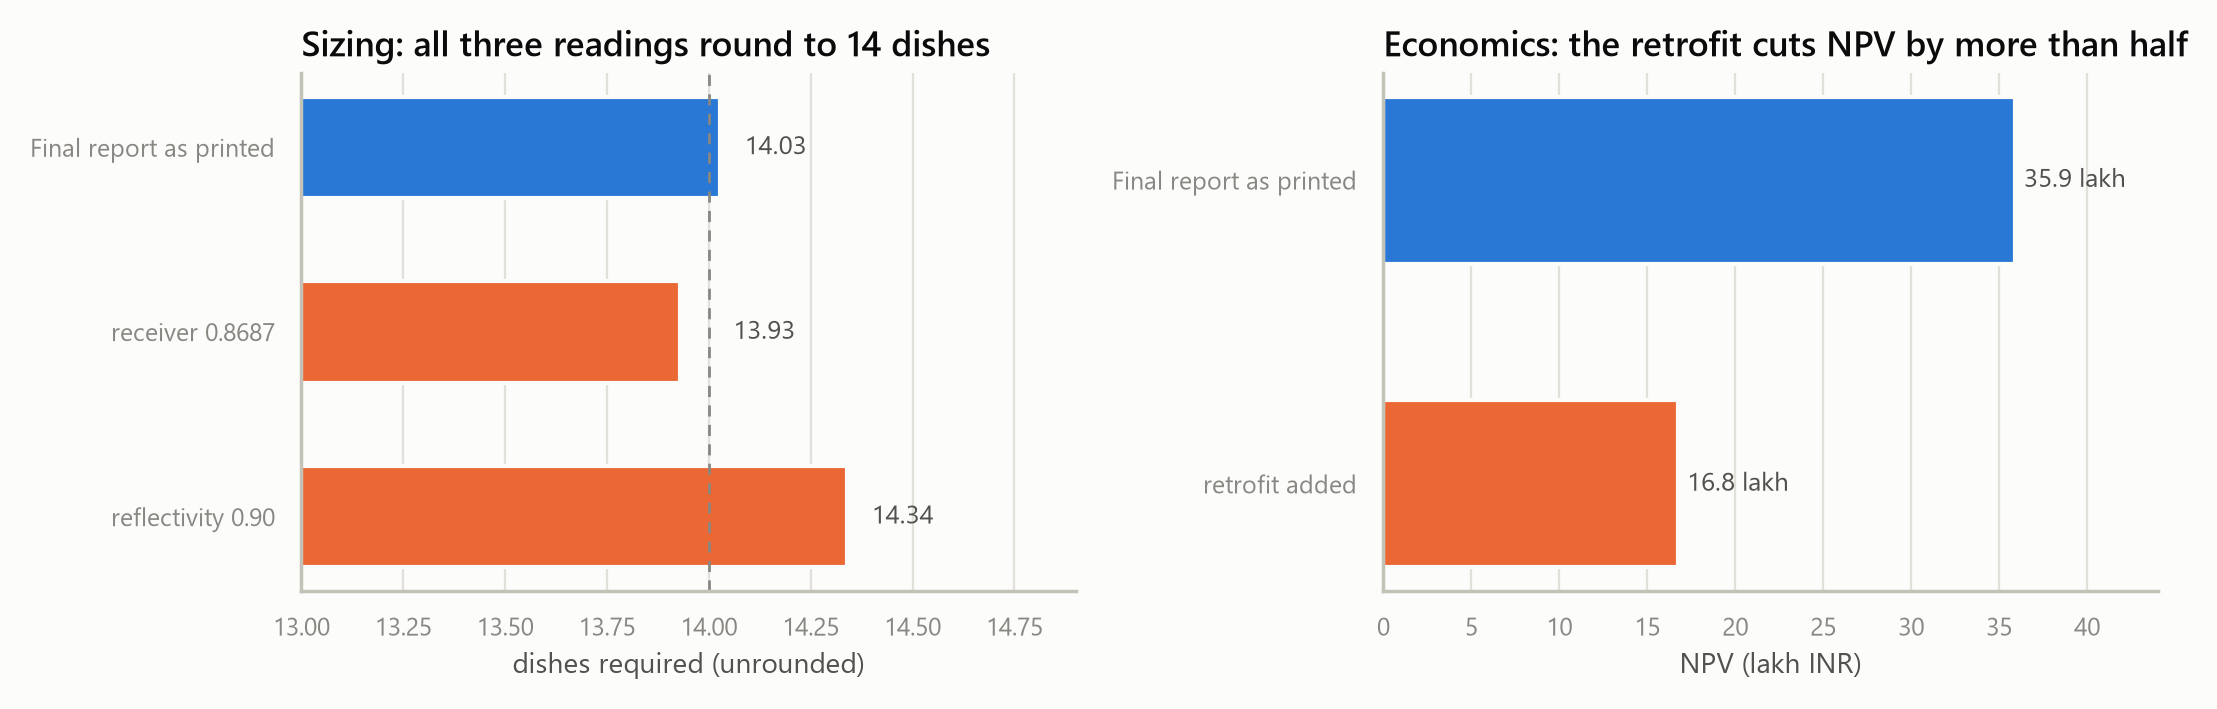 Sizing: all three readings round to 14 dishes
Final report as printed
14.03
receiver 0.8687
13.93
reflectivity 0.90
14.34
13.00 13.25 13.50 13.75 14.00 14.25 14.50 14.75
dishes required (unrounded)
Economics: the retrofit cuts NPV by more than half
Final report as printed
35.9 lakh
retrofit added
16.8 lakh
0 5 10 15 20 25 30 35 40
NPV (lakh INR)